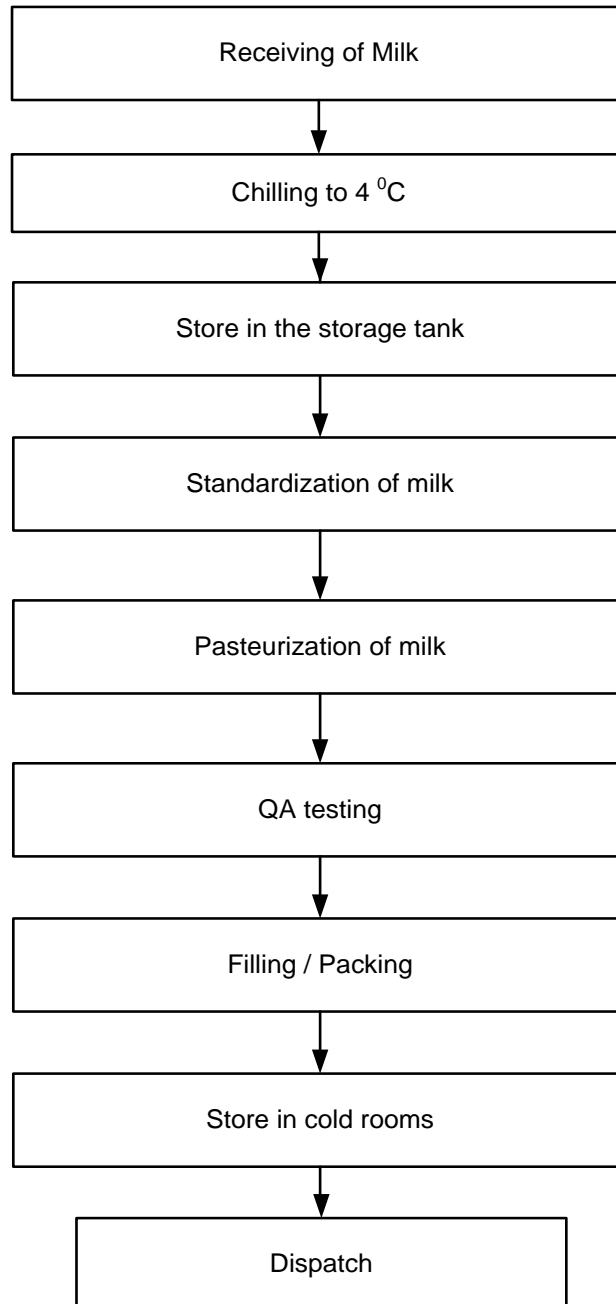 Receiving of Milk
Chilling to 4 ⁰C
Store in the storage tank
Standardization of milk
Pasteurization of milk
QA testing
Filling / Packing
Store in cold rooms
Dispatch